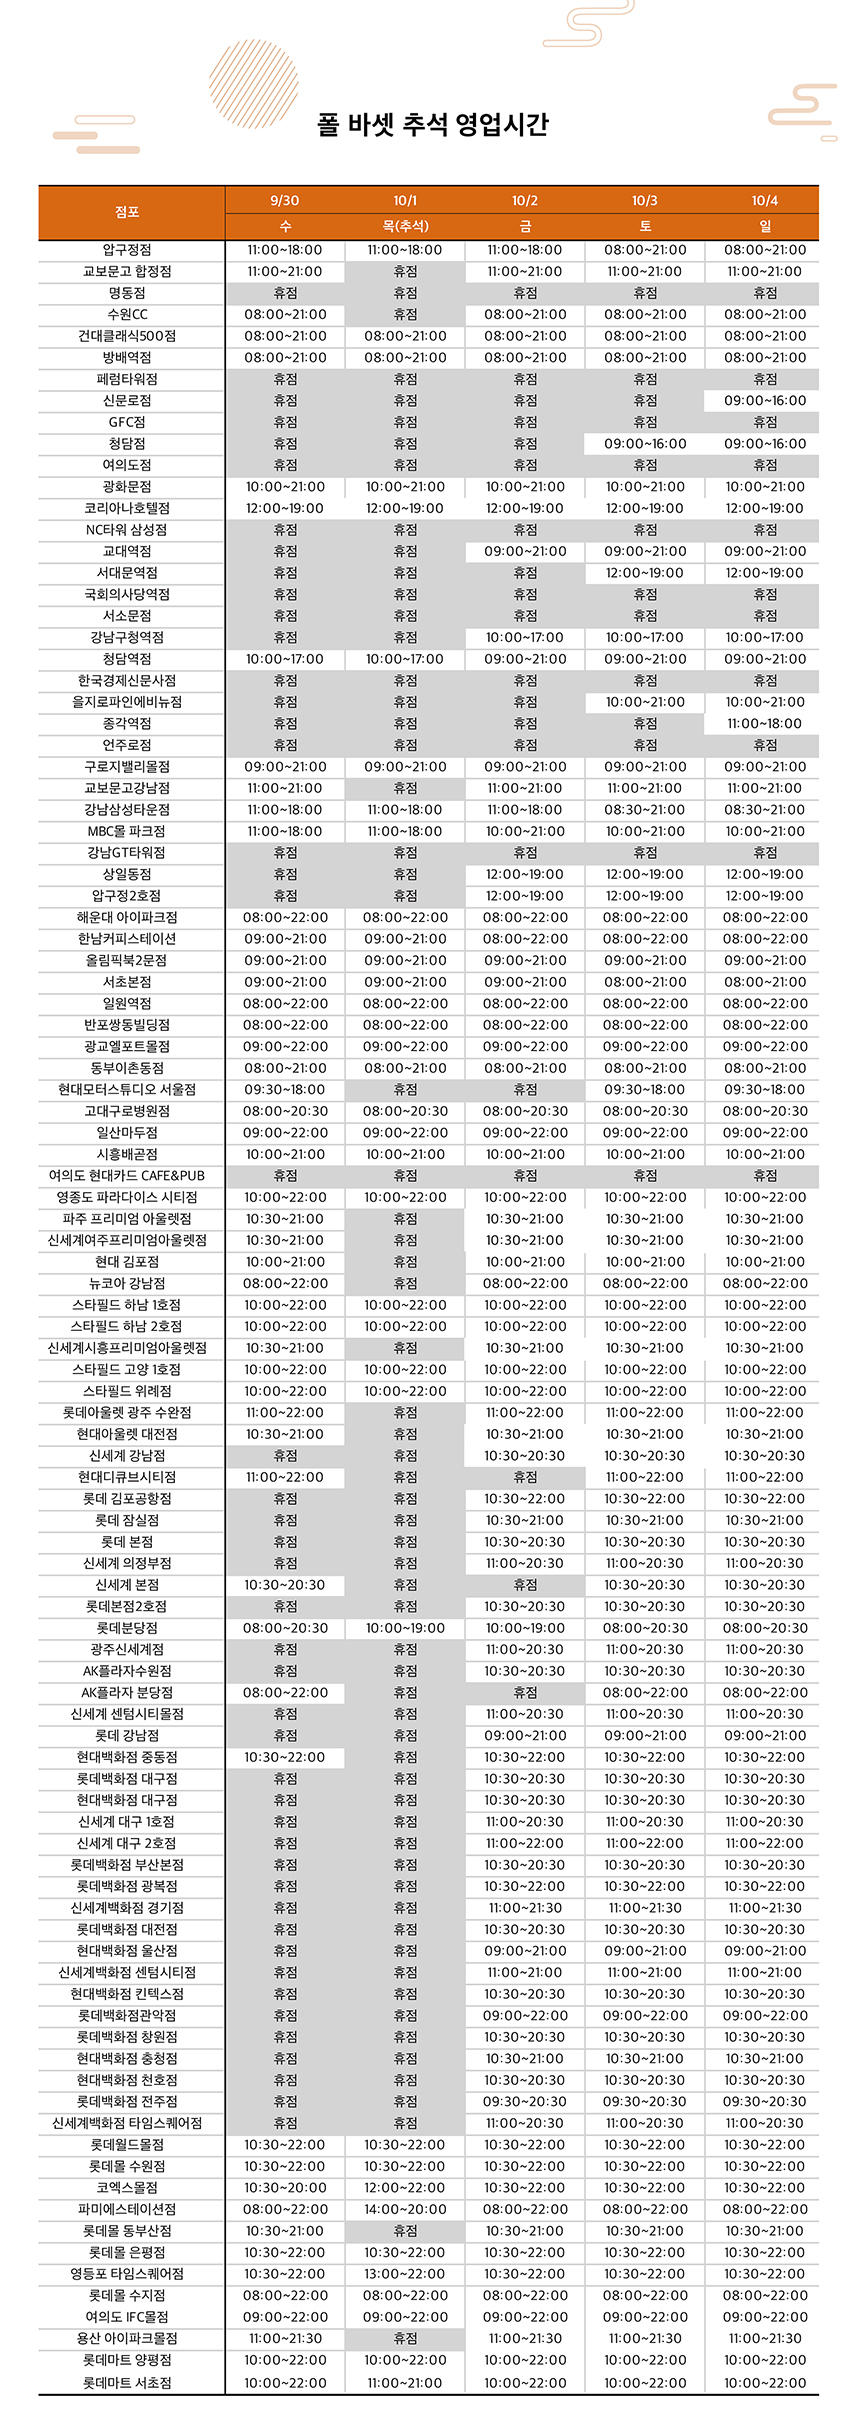 폴 바셋 추석 영업시간
점포 9/30 10/1 10/2 10/3 10/4
수 목(추석) 금 토 일
압구정점 11:00~18:00 11:00~18:00 11:00~18:00 08:00~21:00 08:00~21:00
교보문고 합정점 11:00~21:00 휴점 11:00~21:00 11:00~21:00 11:00~21:00
명동점 휴점 휴점 휴점 휴점 휴점
수원CC 08:00~21:00 휴점 08:00~21:00 08:00~21:00 08:00~21:00
건대클래식500점 08:00~21:00 08:00~21:00 08:00~21:00 08:00~21:00 08:00~21:00
방배역점 08:00~21:00 08:00~21:00 08:00~21:00 08:00~21:00 08:00~21:00
페럼타워점 휴점 휴점 휴점 휴점 휴점
신문로점 휴점 휴점 휴점 휴점 09:00~16:00
GFC점 휴점 휴점 휴점 휴점 휴점
청담점 휴점 휴점 휴점 09:00~16:00 09:00~16:00
여의도점 휴점 휴점 휴점 휴점 휴점
광화문점 10:00~21:00 10:00~21:00 10:00~21:00 10:00~21:00 10:00~21:00
코리아나호텔점 12:00~19:00 12:00~19:00 12:00~19:00 12:00~19:00 12:00~19:00
NC타워 삼성점 휴점 휴점 휴점 휴점 휴점
교대역점 휴점 휴점 09:00~21:00 09:00~21:00 09:00~21:00
서대문역점 휴점 휴점 휴점 12:00~19:00 12:00~19:00
국회의사당역점 휴점 휴점 휴점 휴점 휴점
서소문점 휴점 휴점 휴점 휴점 휴점
강남구청역점 휴점 휴점 10:00~17:00 10:00~17:00 10:00~17:00
청담역점 10:00~17:00 10:00~17:00 09:00~21:00 09:00~21:00 09:00~21:00
한국경제신문사점 휴점 휴점 휴점 휴점 휴점
을지로파인에비뉴점 휴점 휴점 휴점 10:00~21:00 10:00~21:00
종각역점 휴점 휴점 휴점 휴점 11:00~18:00
언주로점 휴점 휴점 휴점 휴점 휴점
구로지밸리몰점 09:00~21:00 09:00~21:00 09:00~21:00 09:00~21:00 09:00~21:00
교보문고강남점 11:00~21:00 휴점 11:00~21:00 11:00~21:00 11:00~21:00
강남삼성타운점 11:00~18:00 11:00~18:00 11:00~18:00 08:30~21:00 08:30~21:00
MBC몰 파크점 11:00~18:00 11:00~18:00 10:00~21:00 10:00~21:00 10:00~21:00
강남GT타워점 휴점 휴점 휴점 휴점 휴점
상일동점 휴점 휴점 12:00~19:00 12:00~19:00 12:00~19:00
압구정2호점 휴점 휴점 12:00~19:00 12:00~19:00 12:00~19:00
해운대 아이파크점 08:00~22:00 08:00~22:00 08:00~22:00 08:00~22:00 08:00~22:00
한남커피스테이션 09:00~21:00 09:00~21:00 08:00~22:00 08:00~22:00 08:00~22:00
올림픽북2문점 09:00~21:00 09:00~21:00 09:00~21:00 09:00~21:00 09:00~21:00
서초본점 09:00~21:00 09:00~21:00 09:00~21:00 08:00~21:00 08:00~21:00
일원역점 08:00~22:00 08:00~22:00 08:00~22:00 08:00~22:00 08:00~22:00
반포쌍동빌딩점 08:00~22:00 08:00~22:00 08:00~22:00 08:00~22:00 08:00~22:00
광교엘포트몰점 09:00~22:00 09:00~22:00 09:00~22:00 09:00~22:00 09:00~22:00
동부이촌동점 08:00~21:00 08:00~21:00 08:00~21:00 08:00~21:00 08:00~21:00
현대모터스튜디오 서울점 09:30~18:00 휴점 휴점 09:30~18:00 09:30~18:00
고대구로병원점 08:00~20:30 08:00~20:30 08:00~20:30 08:00~20:30 08:00~20:30
일산마두점 09:00~22:00 09:00~22:00 09:00~22:00 09:00~22:00 09:00~22:00
시흥배곧점 10:00~21:00 10:00~21:00 10:00~21:00 10:00~21:00 10:00~21:00
여의도 현대카드 CAFE&PUB 휴점 휴점 휴점 휴점 휴점
영종도 파라다이스 시티점 10:00~22:00 10:00~22:00 10:00~22:00 10:00~22:00 10:00~22:00
파주 프리미엄 아울렛점 10:30~21:00 휴점 10:30~21:00 10:30~21:00 10:30~21:00
신세계여주프리미엄아울렛점 10:30~21:00 휴점 10:30~21:00 10:30~21:00 10:30~21:00
현대 김포점 10:00~21:00 휴점 10:00~21:00 10:00~21:00 10:00~21:00
뉴코아 강남점 08:00~22:00 휴점 08:00~22:00 08:00~22:00 08:00~22:00
스타필드 하남 1호점 10:00~22:00 10:00~22:00 10:00~22:00 10:00~22:00 10:00~22:00
스타필드 하남 2호점 10:00~22:00 10:00~22:00 10:00~22:00 10:00~22:00 10:00~22:00
신세계시흥프리미엄아울렛점 10:30~21:00 휴점 10:30~21:00 10:30~21:00 10:30~21:00
스타필드 고양 1호점 10:00~22:00 10:00~22:00 10:00~22:00 10:00~22:00 10:00~22:00
스타필드 위례점 10:00~22:00 10:00~22:00 10:00~22:00 10:00~22:00 10:00~22:00
롯데아울렛 광주 수완점 11:00~22:00 휴점 11:00~22:00 11:00~22:00 11:00~22:00
현대아울렛 대전점 10:30~21:00 휴점 10:30~21:00 10:30~21:00 10:30~21:00
신세계 강남점 휴점 휴점 10:30~20:30 10:30~20:30 10:30~20:30
현대디큐브시티점 11:00~22:00 휴점 휴점 11:00~22:00 11:00~22:00
롯데 김포공항점 휴점 휴점 10:30~22:00 10:30~22:00 10:30~22:00
롯데 잠실점 휴점 휴점 10:30~21:00 10:30~21:00 10:30~21:00
롯데 본점 휴점 휴점 10:30~20:30 10:30~20:30 10:30~20:30
신세계 의정부점 휴점 휴점 11:00~20:30 11:00~20:30 11:00~20:30
신세계 본점 10:30~20:30 휴점 휴점 10:30~20:30 10:30~20:30
롯데본점2호점 휴점 휴점 10:30~20:30 10:30~20:30 10:30~20:30
롯데분당점 08:00~20:30 10:00~19:00 10:00~19:00 08:00~20:30 08:00~20:30
광주신세계점 휴점 휴점 11:00~20:30 11:00~20:30 11:00~20:30
AK플라자수원점 휴점 휴점 10:30~20:30 10:30~20:30 10:30~20:30
AK플라자 분당점 08:00~22:00 휴점 휴점 08:00~22:00 08:00~22:00
신세계 센텀시티몰점 휴점 휴점 11:00~20:30 11:00~20:30 11:00~20:30
롯데 강남점 휴점 휴점 09:00~21:00 09:00~21:00 09:00~21:00
현대백화점 중동점 10:30~22:00 휴점 10:30~22:00 10:30~22:00 10:30~22:00
롯데백화점 대구점 휴점 휴점 10:30~20:30 10:30~20:30 10:30~20:30
현대백화점 대구점 휴점 휴점 10:30~20:30 10:30~20:30 10:30~20:30
신세계 대구 1호점 휴점 휴점 11:00~20:30 11:00~20:30 11:00~20:30
신세계 대구 2호점 휴점 휴점 11:00~22:00 11:00~22:00 11:00~22:00
롯데백화점 부산본점 휴점 휴점 10:30~20:30 10:30~20:30 10:30~20:30
롯데백화점 광복점 휴점 휴점 10:30~22:00 10:30~22:00 10:30~22:00
신세계백화점 경기점 휴점 휴점 11:00~21:30 11:00~21:30 11:00~21:30
롯데백화점 대전점 휴점 휴점 10:30~20:30 10:30~20:30 10:30~20:30
현대백화점 울산점 휴점 휴점 09:00~21:00 09:00~21:00 09:00~21:00
신세계백화점 센텀시티점 휴점 휴점 11:00~21:00 11:00~21:00 11:00~21:00
현대백화점 킨텍스점 휴점 휴점 10:30~20:30 10:30~20:30 10:30~20:30
롯데백화점관악점 휴점 휴점 09:00~22:00 09:00~22:00 09:00~22:00
롯데백화점 창원점 휴점 휴점 10:30~20:30 10:30~20:30 10:30~20:30
현대백화점 충청점 휴점 휴점 10:30~21:00 10:30~21:00 10:30~21:00
현대백화점 천호점 휴점 휴점 10:30~20:30 10:30~20:30 10:30~20:30
롯데백화점 전주점 휴점 휴점 09:30~20:30 09:30~20:30 09:30~20:30
신세계백화점 타임스퀘어점 휴점 휴점 11:00~20:30 11:00~20:30 11:00~20:30
롯데월드몰점 10:30~22:00 10:30~22:00 10:30~22:00 10:30~22:00 10:30~22:00
롯데몰 수원점 10:30~22:00 10:30~22:00 10:30~22:00 10:30~22:00 10:30~22:00
코엑스몰점 10:30~20:00 12:00~22:00 10:30~22:00 10:30~22:00 10:30~22:00
파미에스테이션점 08:00~22:00 14:00~20:00 08:00~22:00 08:00~22:00 08:00~22:00
롯데몰 동부산점 10:30~21:00 휴점 10:30~21:00 10:30~21:00 10:30~21:00
롯데몰 은평점 10:30~22:00 10:30~22:00 10:30~22:00 10:30~22:00 10:30~22:00
영등포 타임스퀘어점 10:30~22:00 13:00~22:00 10:30~22:00 10:30~22:00 10:30~22:00
롯데몰 수지점 08:00~22:00 08:00~22:00 08:00~22:00 08:00~22:00 08:00~22:00
여의도 IFC몰점 09:00~22:00 09:00~22:00 09:00~22:00 09:00~22:00 09:00~22:00
용산 아이파크몰점 11:00~21:30 휴점 11:00~21:30 11:00~21:30 11:00~21:30
롯데마트 양평점 10:00~22:00 10:00~22:00 10:00~22:00 10:00~22:00 10:00~22:00
롯데마트 서초점 10:00~22:00 11:00~21:00 10:00~22:00 10:00~22:00 10:00~22:00